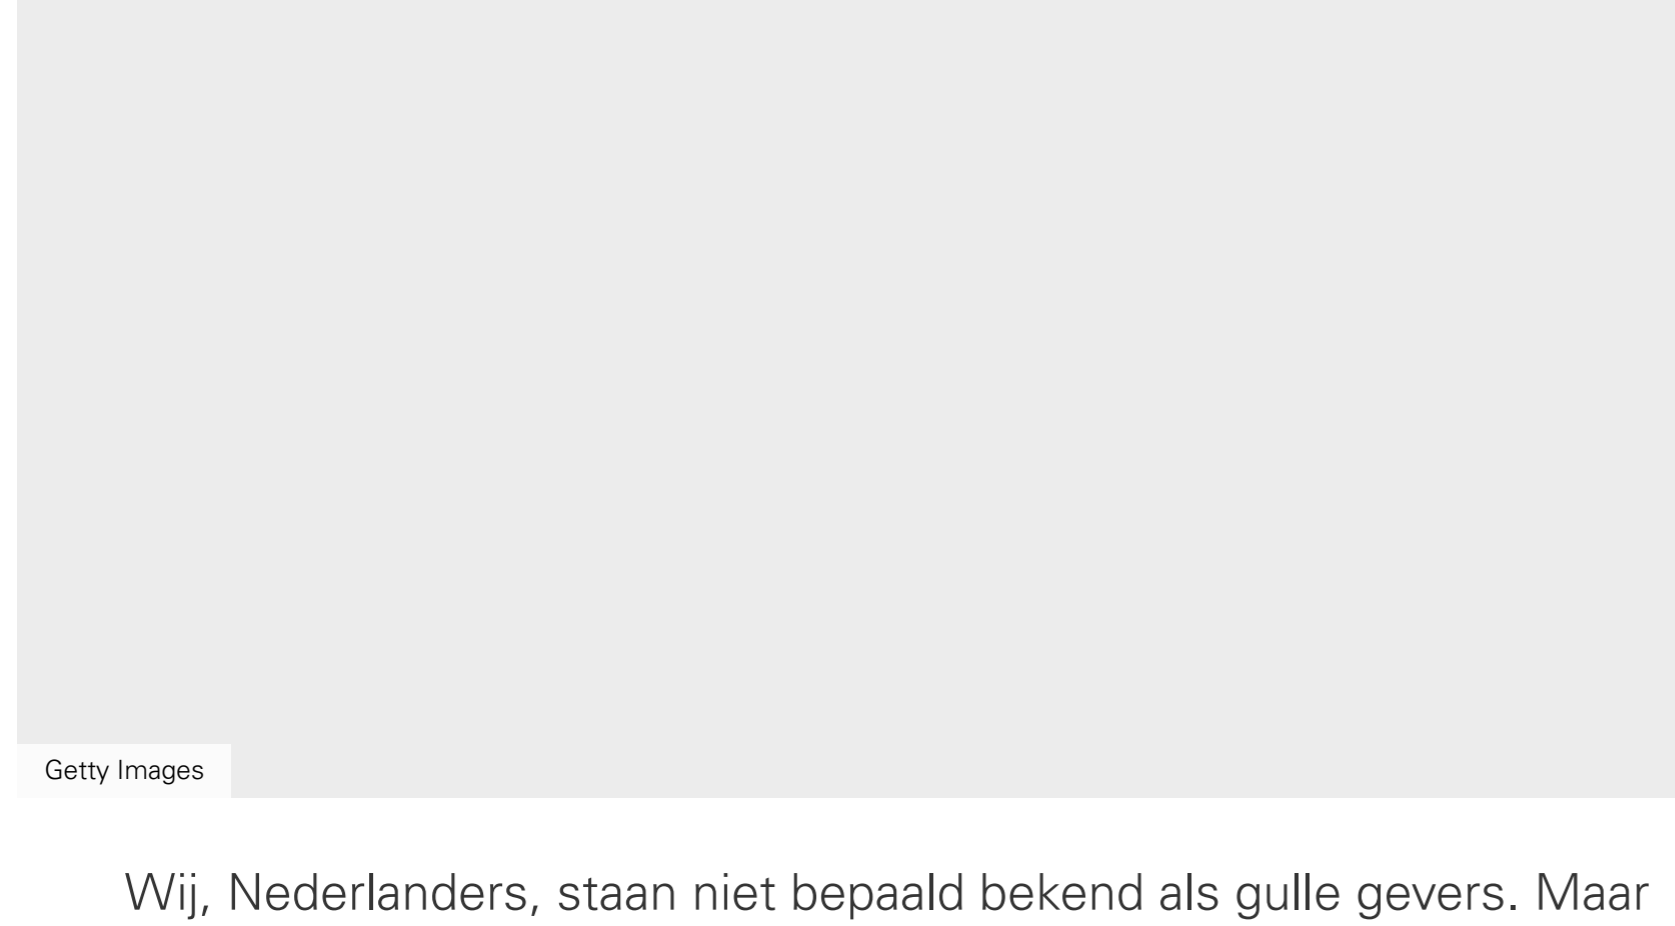 Getty Images
Wij, Nederlanders, staan niet bepaald bekend als gulle gevers. Maar